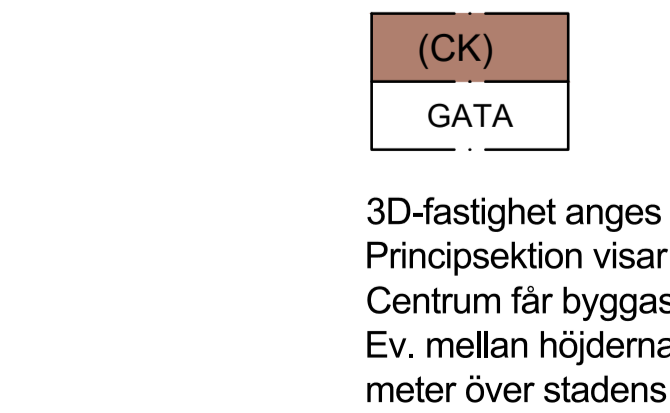 (CK)
GATA
3D-fastighet anges
Principsektion visar
Centrum får byggas
Ev. mellan höjderna
meter över stadens